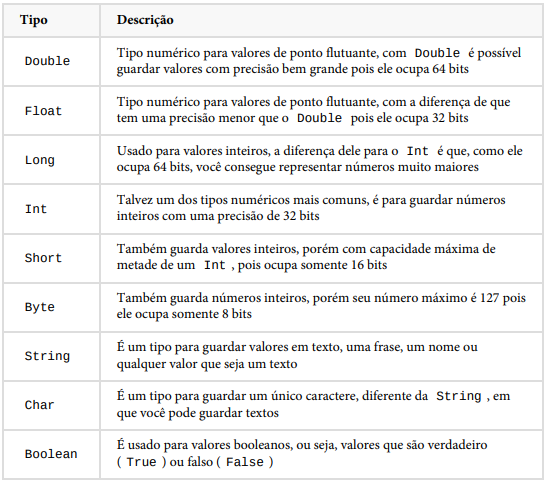 Tipo Descrição
Double Tipo numérico para valores de ponto flutuante, com Double é possível
guardar valores com precisão bem grande pois ele ocupa 64 bits
Float Tipo numérico para valores de ponto flutuante, com a diferença de que
tem uma precisão menor que o Double pois ele ocupa 32 bits
Long Usado para valores inteiros, a diferença dele para o Int é que, como ele
ocupa 64 bits, você consegue representar números muito maiores
Int Talvez um dos tipos numéricos mais comuns, é para guardar números
inteiros com uma precisão de 32 bits
Short Também guarda valores inteiros, porém com capacidade máxima de
metade de um Int , pois ocupa somente 16 bits
Byte Também guarda números inteiros, porém seu número máximo é 127 pois
ele ocupa somente 8 bits
String É um tipo para guardar valores em texto, uma frase, um nome ou
qualquer valor que seja um texto
Char É um tipo para guardar um único caractere, diferente da String , em
que você pode guardar textos
Boolean É usado para valores booleanos, ou seja, valores que são verdadeiro
( True ) ou falso ( False )